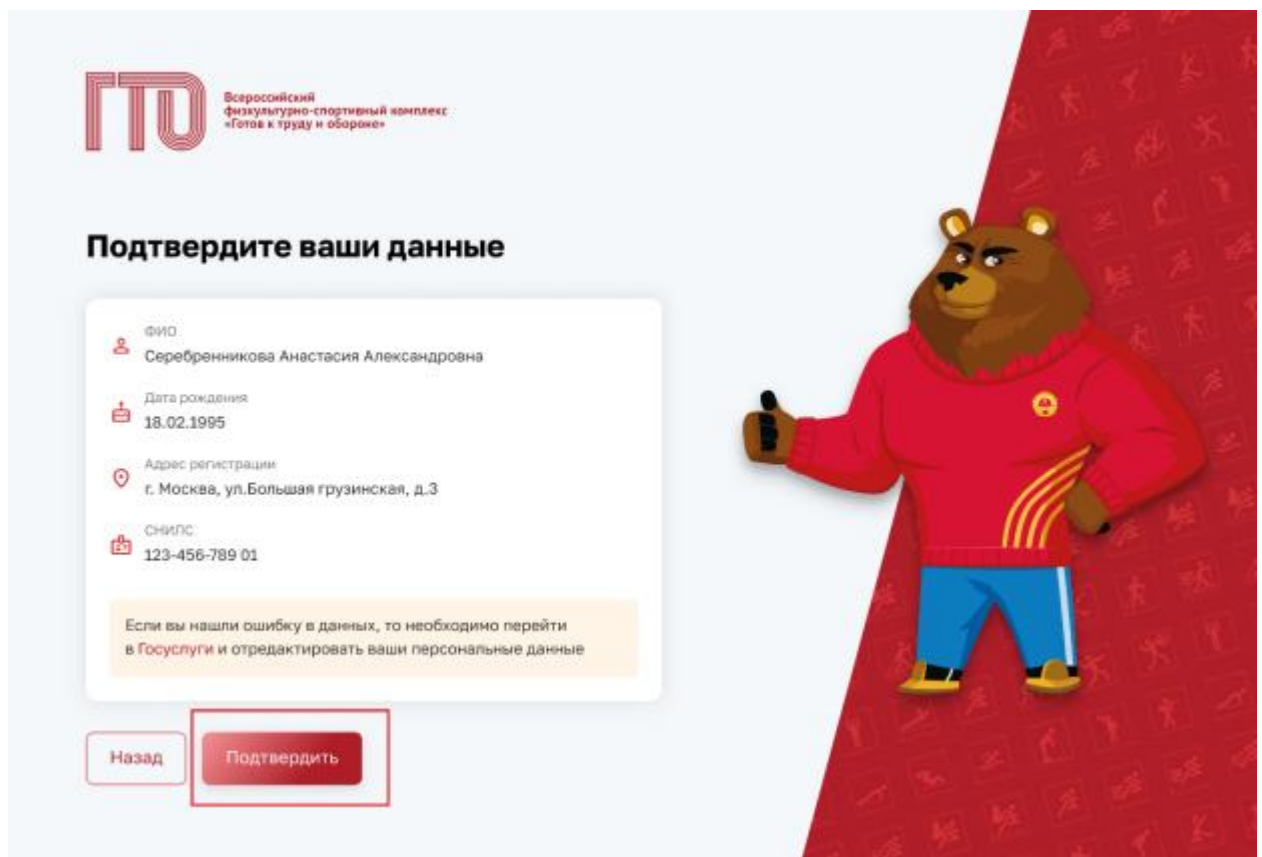 ГТО
Всероссийский
физкультурно-спортивный комплекс
«Готов к труду и обороне»
Подтвердите ваши данные
ФИО
Серебренникова Анастасия Александровна
Дата рождения
18.02.1995
Адрес регистрации
г. Москва, ул.Большая грузинская, д.3
СНИЛС
123-456-789 01
Если вы нашли ошибку в данных, то необходимо перейти
в Госуслуги и отредактировать ваши персональные данные
Назад
Подтвердить